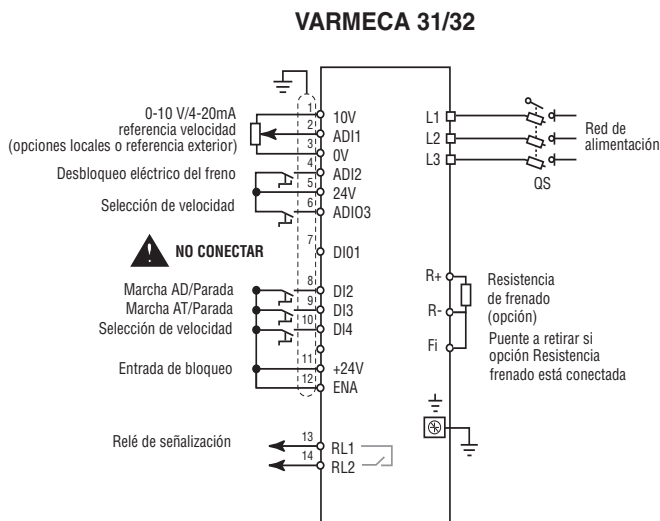 VARMECA 31/32
0-10 V/4-20mA
referencia velocidad
(opciones locales o referencia exterior)
Desbloqueo eléctrico del freno
Selección de velocidad
NO CONECTAR
Marcha AD/Parada
Marcha AT/Parada
Selección de velocidad
Entrada de bloqueo
Relé de señalización
1
2
3
4
5
6
7
8
9
10
11
12
13
14
10V
ADI1
0V
ADI2
24V
ADIO3
DI01
DI2
DI3
DI4
+24V
ENA
RL1
RL2
L1
L2
L3
QS
Red de
alimentación
R+
R-
Fi
Resistencia
de frenado
(opción)
Puente a retirar si
opción Resistencia
frenado está conectada